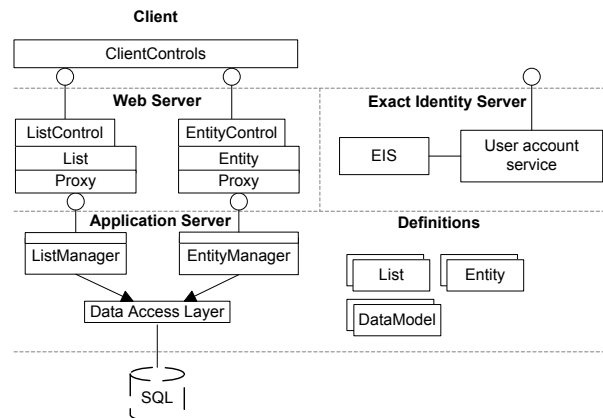 Client
ClientControls
Web Server
Exact Identity Server
ListControl
List
Proxy
EntityControl
Entity
Proxy
EIS
User account
service
Application Server
Definitions
ListManager
EntityManager
List
Entity
DataModel
Data Access Layer
SQL